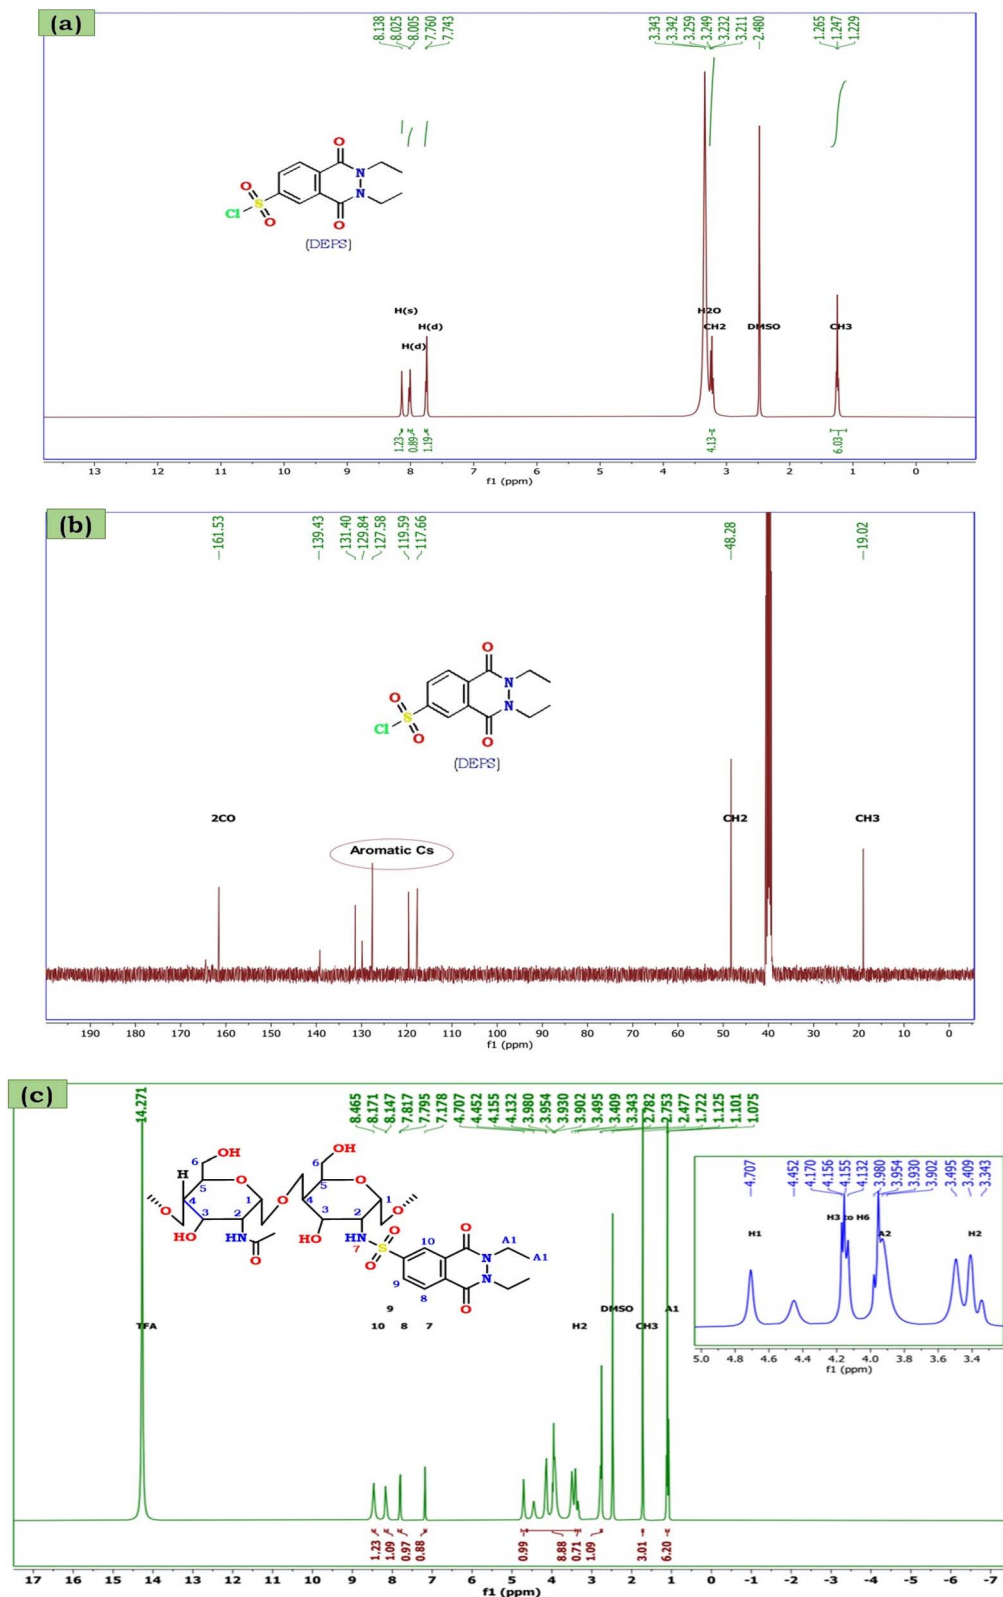 (a)
8.138
8.025
8.005
7.760
7.743
3.343
3.342
3.259
3.249
3.232
3.211
2.480
1.265
1.247
1.229
O
N
N
O
O
S
O
Cl
(DEPS)
H(s)
H(d)
H(d)
H2O
CH2
DMSO
CH3
1.23
0.89
1.19
4.13
6.03
13 12 11 10 9 8 7 6 5 4 3 2 1 0
f1 (ppm)
(b)
161.53
139.43
131.40
129.84
127.58
119.59
117.66
48.28
19.02
O
N
N
O
O
S
O
Cl
(DEPS)
2CO
Aromatic Cs
CH2
CH3
190 180 170 160 150 140 130 120 110 100 90 80 70 60 50 40 30 20 10 0
f1 (ppm)
(c)
14.271
8.465
8.171
8.147
7.817
7.795
7.178
4.707
4.452
4.155
4.132
3.980
3.954
3.930
3.902
3.495
3.409
3.343
2.782
2.753
2.477
1.722
1.125
1.101
1.075
OH
6
H
5
O
4
1
3
2
HO
HN
O
O
OH
6
5
O
4
1
3
2
HO
HN
7
O
S
O
O
10
9
8
O
N
N
O
A1
A1
9
10 8 7
TFA
H2
DMSO
CH3
A1
4.707
4.452
4.170
4.156
4.155
4.132
3.980
3.954
3.930
3.902
3.495
3.409
3.343
H1
H3 to H6
A2
H2
5.0 4.8 4.6 4.4 4.2 4.0 3.8 3.6 3.4
f1 (ppm)
1.23
1.09
0.97
0.88
0.99
8.88
0.71
1.09
3.01
6.20
17 16 15 14 13 12 11 10 9 8 7 6 5 4 3 2 1 0 -1 -2 -3 -4 -5 -6 -7
f1 (ppm)